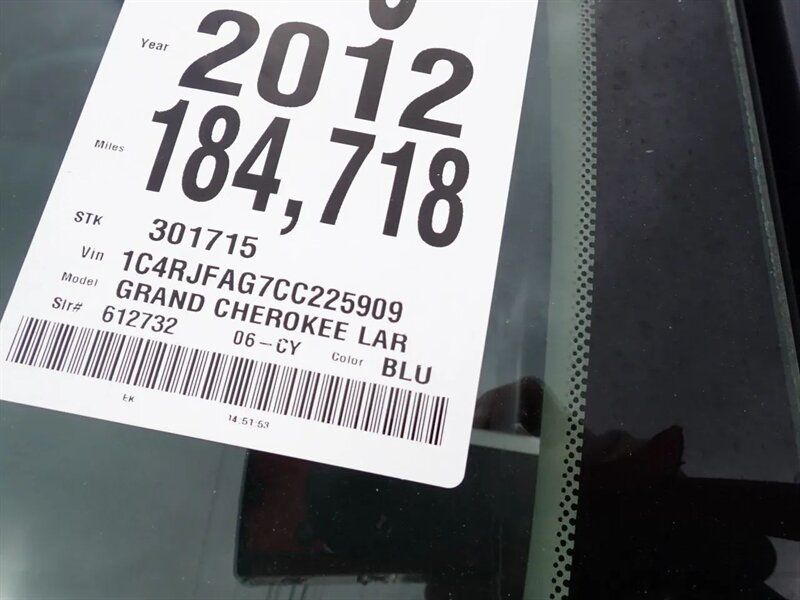 Year 2012
Miles 184,718
STK 301715
Vin 1C4RJFAG7CC225909
Model GRAND CHEROKEE LAR
Slr# 612732 06-CY Color BLU
EK 14:51:53